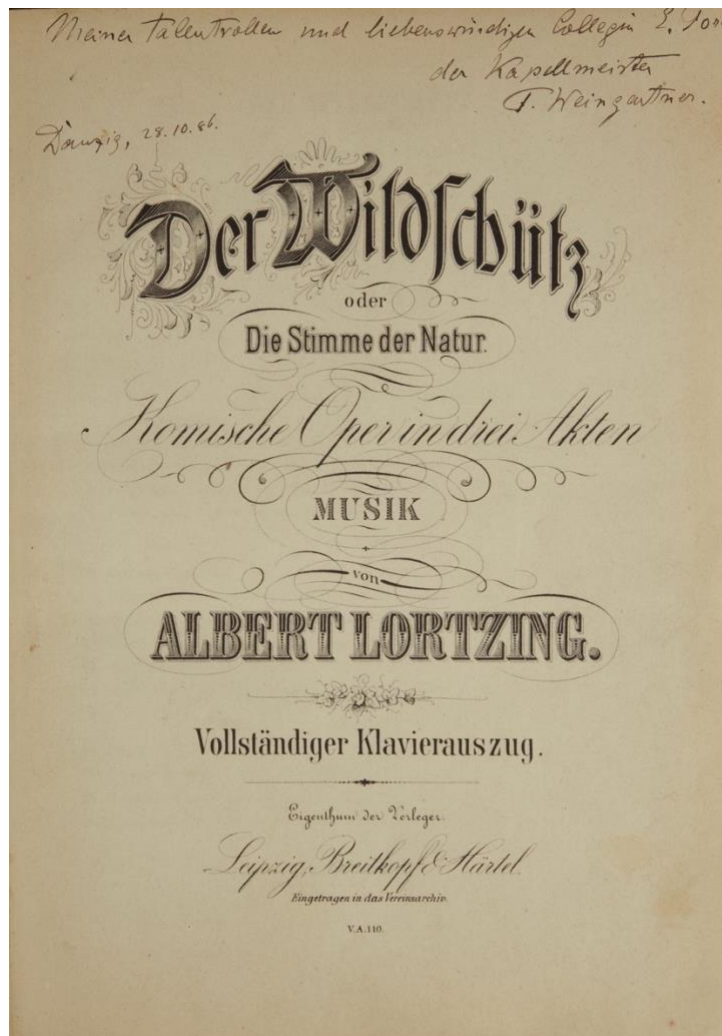 Meiner talentvollen und liebenswürdigen Collegin E.
der Kapellmeister
F. Weingartner.
Danzig, 28.10.86.
Der Wildschütz
oder
Die Stimme der Natur.
Komische Oper in drei Akten
MUSIK
von
ALBERT LORTZING.
Vollständiger Klavierauszug.
Eigenthum der Verleger.
Leipzig, Breitkopf & Härtel.
Eingetragen in das Vereinsarchiv.
V.A.110.